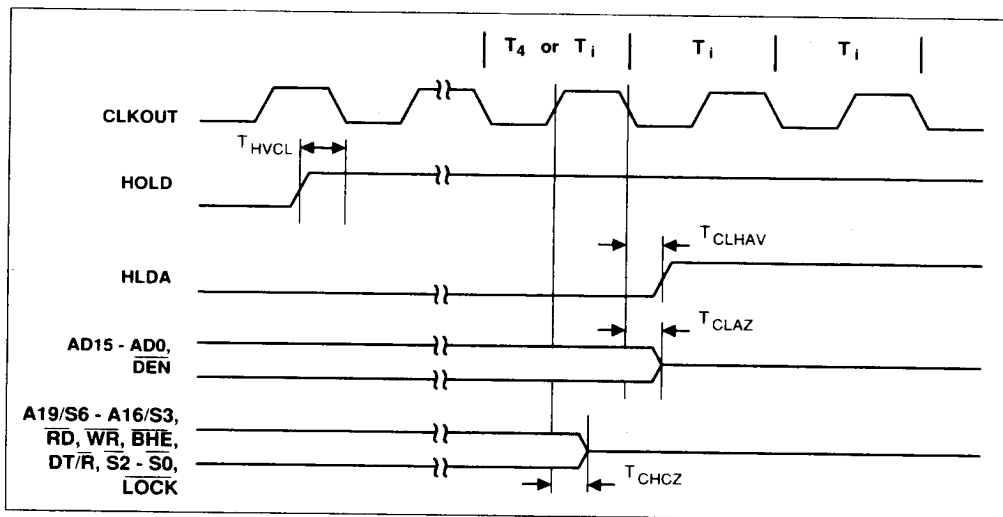 | T4 or Ti | Ti | Ti |
CLKOUT
THVCL
HOLD
TCLHAV
HLDA
TCLAZ
AD15 - AD0,
DEN
A19/S6 - A16/S3,
RD, WR, BHE,
DT/R, S2 - S0,
LOCK
TCHCZ